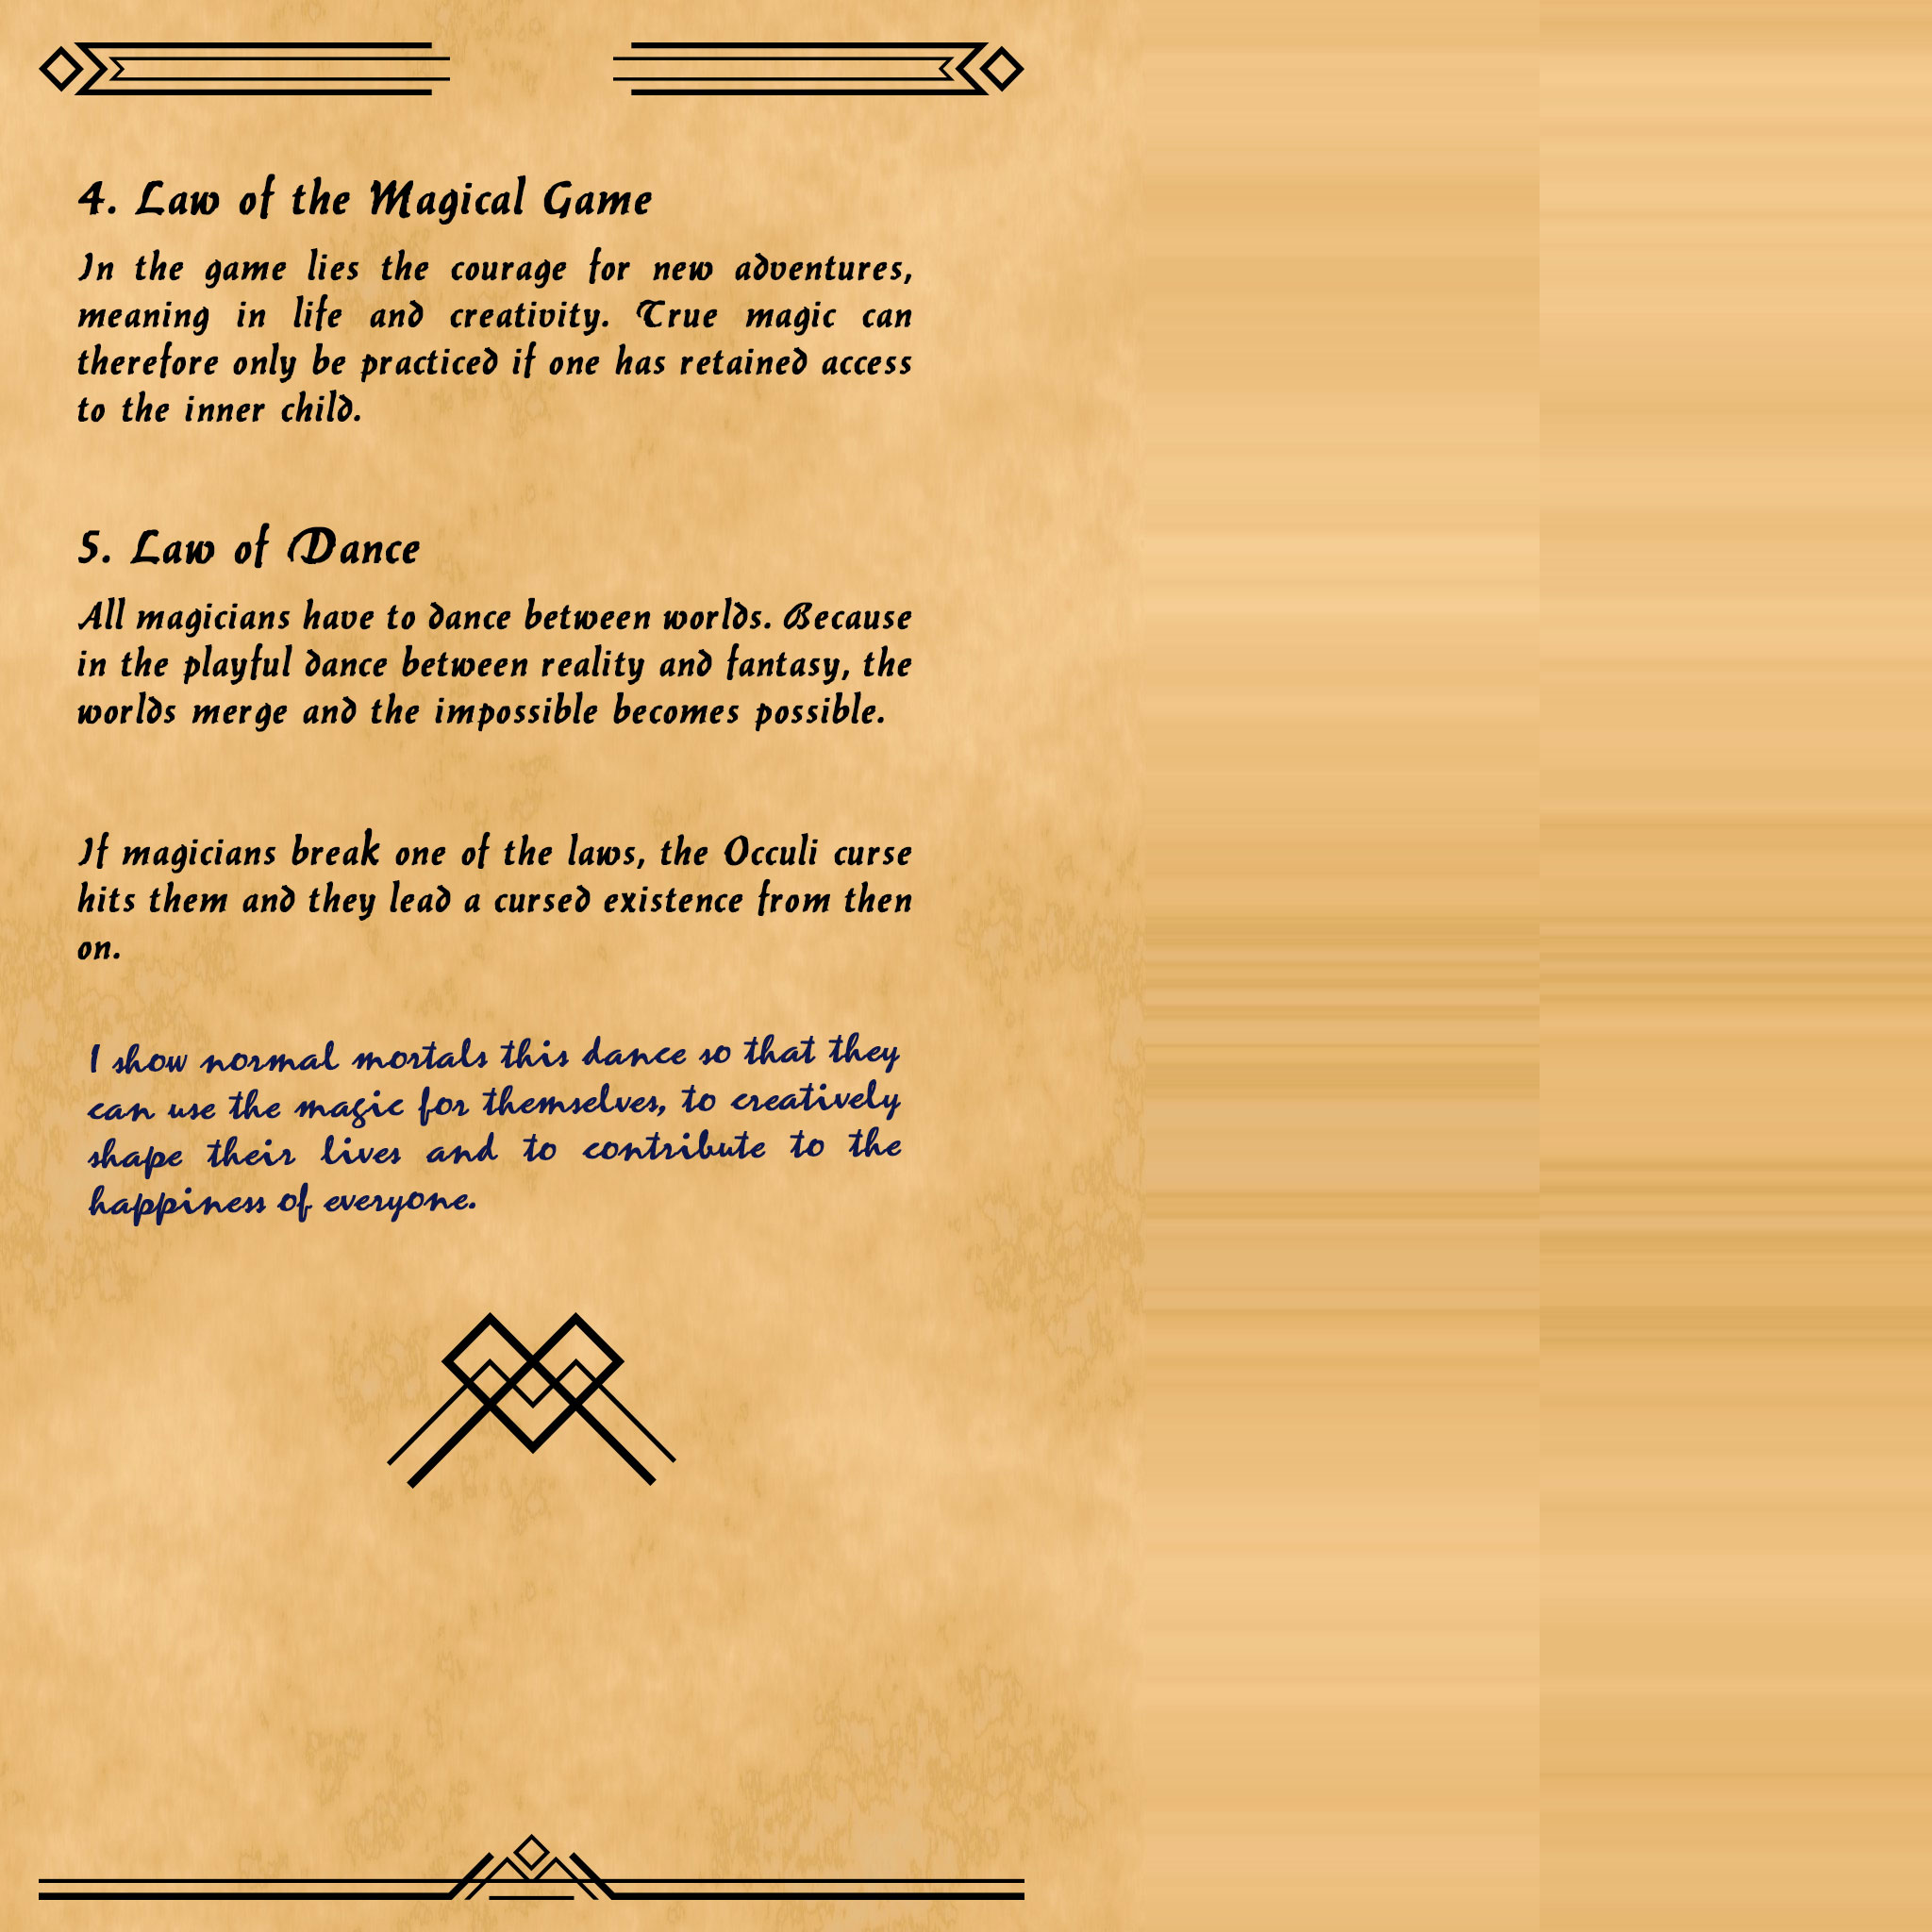 4. Law of the Magical Game
In the game lies the courage for new adventures,
meaning in life and creativity. True magic can
therefore only be practiced if one has retained access
to the inner child.
5. Law of Dance
All magicians have to dance between worlds. Because
in the playful dance between reality and fantasy, the
worlds merge and the impossible becomes possible.
If magicians break one of the laws, the Occuli curse
hits them and they lead a cursed existence from then
on.
I show normal mortals this dance so that they
can use the magic for themselves, to creatively
shape their lives and to contribute to the
happiness of everyone.